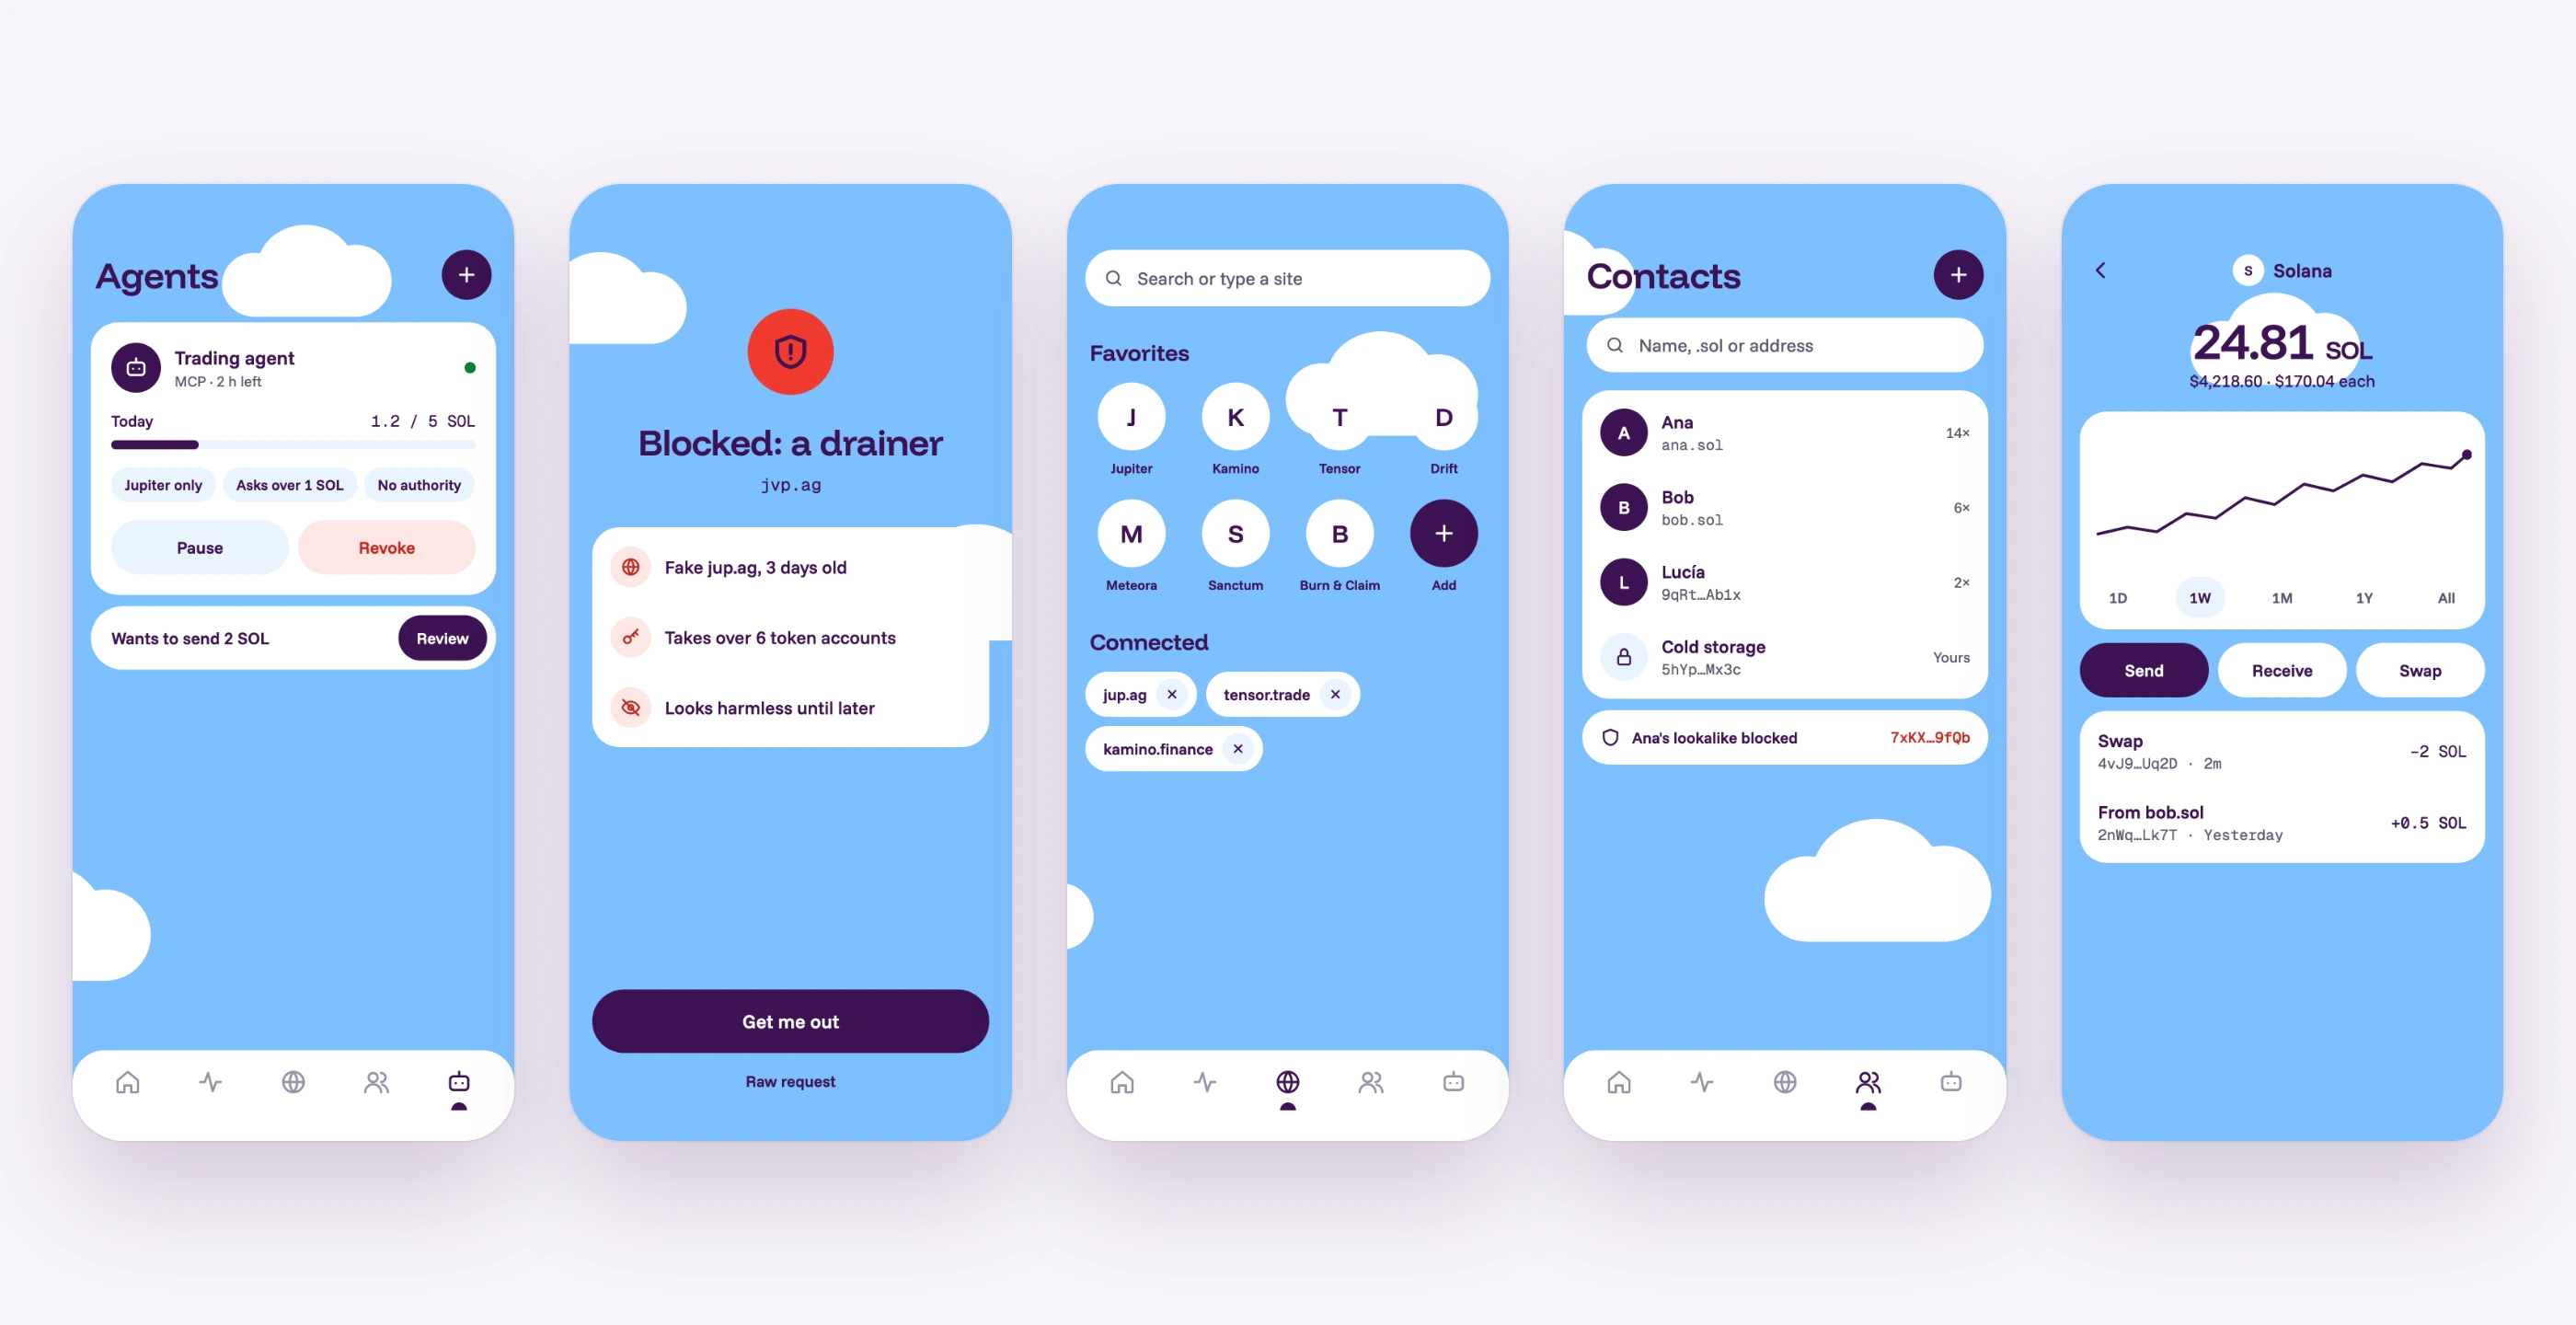 Agents
Trading agent
MCP · 2 h left
Today
1.2 / 5 SOL
Jupiter only
Asks over 1 SOL
No authority
Pause
Revoke
Wants to send 2 SOL
Review
Blocked: a drainer
jvp.ag
Fake jup.ag, 3 days old
Takes over 6 token accounts
Looks harmless until later
Get me out
Raw request
Search or type a site
Favorites
J
K
T
D
Jupiter
Kamino
Tensor
Drift
M
S
B
Meteora
Sanctum
Burn & Claim
Add
Connected
jup.ag
tensor.trade
kamino.finance
Contacts
Name, .sol or address
A
Ana
ana.sol
14×
B
Bob
bob.sol
6×
L
Lucía
9qRt…Ab1x
2×
Cold storage
5hYp…Mx3c
Yours
Ana's lookalike blocked
7xKX…9fQb
S
Solana
24.81 SOL
$4,218.60 · $170.04 each
1D
1W
1M
1Y
All
Send
Receive
Swap
Swap
4vJ9…Uq2D · 2m
−2 SOL
From bob.sol
2nWq…Lk7T · Yesterday
+0.5 SOL